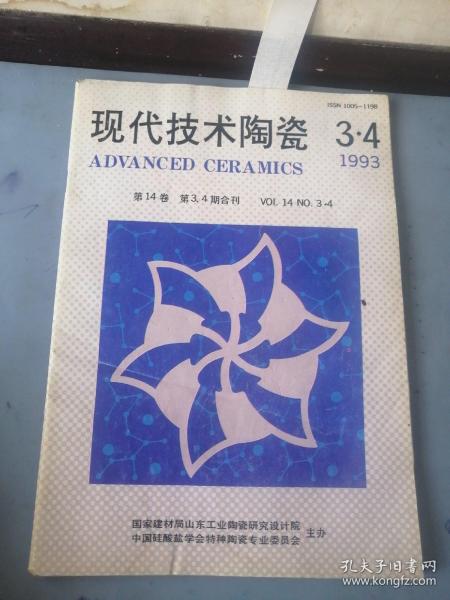 ISSN 1005-1198
现代技术陶瓷 3·4
ADVANCED CERAMICS 1993
第14卷 第3,4期合刊 VOL 14 NO. 3·4
国家建材局山东工业陶瓷研究设计院
中国硅酸盐学会特种陶瓷专业委员会 主办
孔夫子旧书网
www.kongfz.com